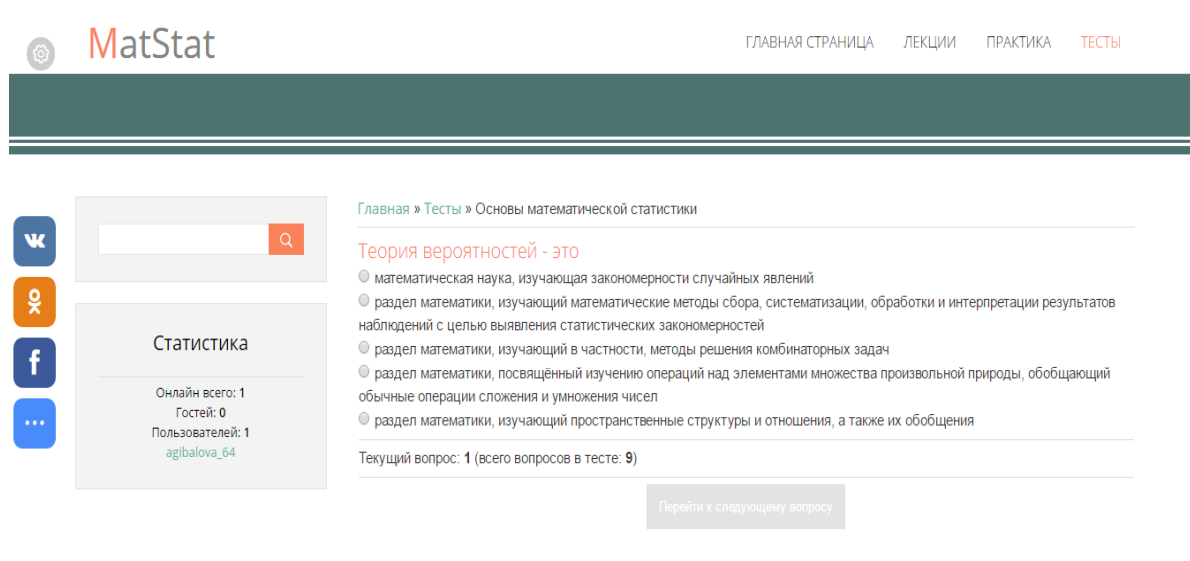 MatStat
ГЛАВНАЯ СТРАНИЦА ЛЕКЦИИ ПРАКТИКА ТЕСТЫ
Статистика
Онлайн всего: 1
Гостей: 0
Пользователей: 1
agibalova_64
Главная » Тесты » Основы математической статистики
Теория вероятностей - это
математическая наука, изучающая закономерности случайных явлений
раздел математики, изучающий математические методы сбора, систематизации, обработки и интерпретации результатов
наблюдений с целью выявления статистических закономерностей
раздел математики, изучающий в частности, методы решения комбинаторных задач
раздел математики, посвящённый изучению операций над элементами множества произвольной природы, обобщающий
обычные операции сложения и умножения чисел
раздел математики, изучающий пространственные структуры и отношения, а также их обобщения
Текущий вопрос: 1 (всего вопросов в тесте: 9)
Перейти к следующему вопросу